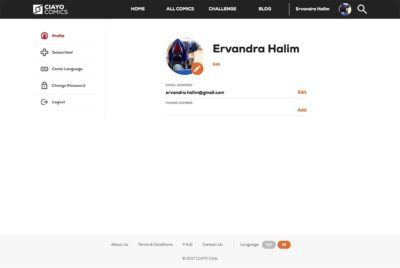 CIAYO COMICS
HOME
ALL COMICS
CHALLENGE
BLOG
Ervandra Halim
Profile
Subscribed
Comic Language
Change Password
Logout
Ervandra Halim
Edit
EMAIL ADDRESS
ervandra.halim@gmail.com
Edit
PHONE NUMBER
Add
About Us
Terms & Conditions
F.A.Q
Contact Us
Language
EN
ID
© 2017 CIAYO Corp.